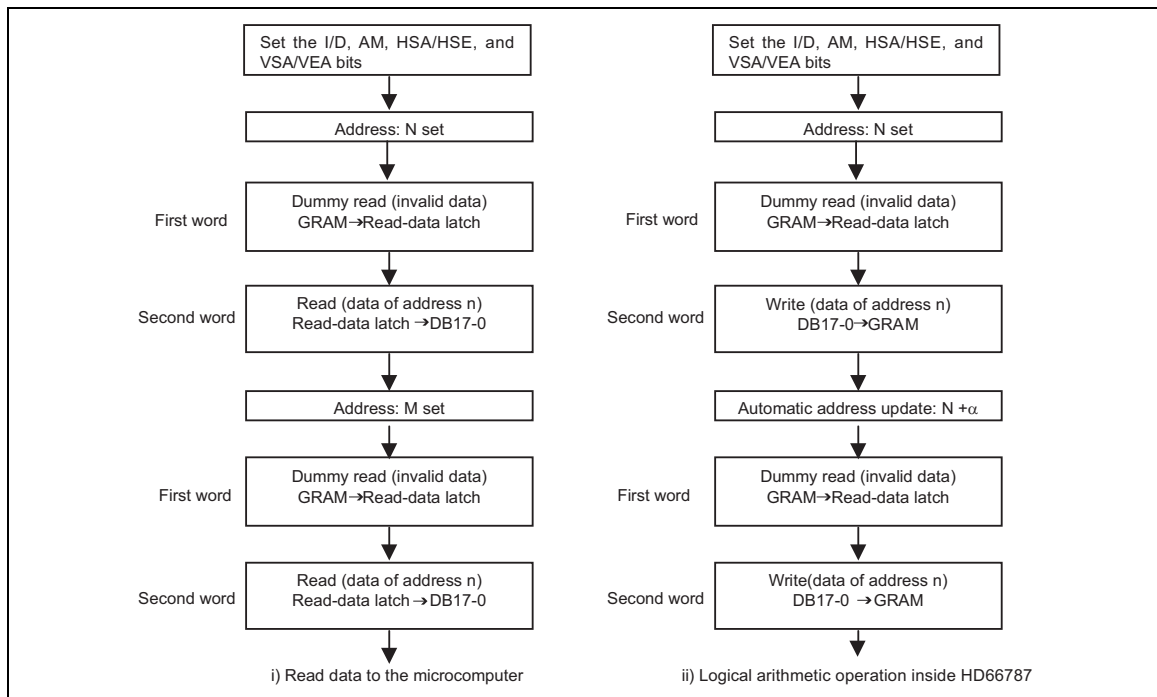 Set the I/D, AM, HSA/HSE, and
VSA/VEA bits
Address: N set
First word
Dummy read (invalid data)
GRAM→Read-data latch
Second word
Read (data of address n)
Read-data latch →DB17-0
Address: M set
First word
Dummy read (invalid data)
GRAM→Read-data latch
Second word
Read (data of address n)
Read-data latch →DB17-0
i) Read data to the microcomputer
Set the I/D, AM, HSA/HSE, and
VSA/VEA bits
Address: N set
First word
Dummy read (invalid data)
GRAM→Read-data latch
Second word
Write (data of address n)
DB17-0→GRAM
Automatic address update: N +α
First word
Dummy read (invalid data)
GRAM→Read-data latch
Second word
Write(data of address n)
DB17-0 →GRAM
ii) Logical arithmetic operation inside HD66787